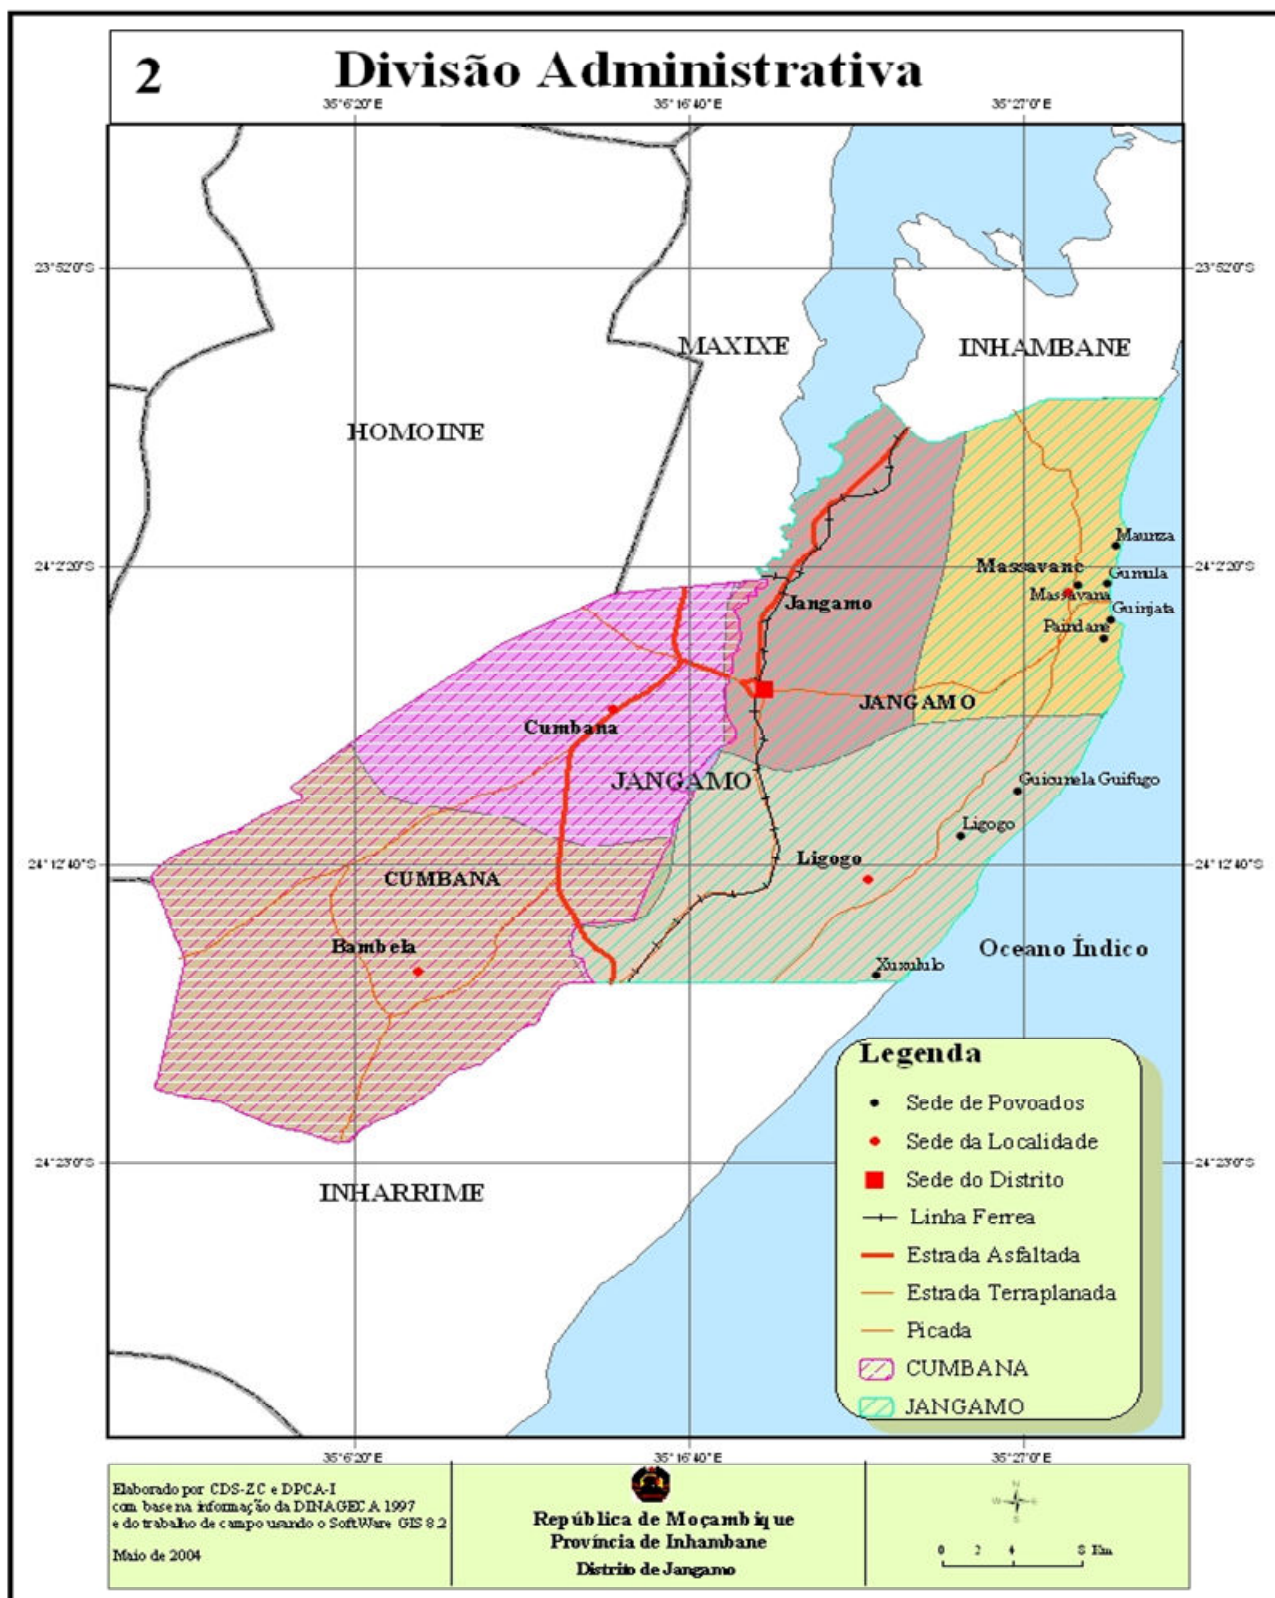 2
Divisão Administrativa
35°6'20"E
35°16'40"E
35°27'0"E
23°52'0"S
23°52'0"S
MAXIXE
INHAMBANE
HOMOINE
Maunza
24°2'20"S
24°2'20"S
Massavane
Gumula
Massavana
Jangamo
Guinjata
Paindane
JANGAMO
Cumbana
JANGAMO
Guicunela Guifugo
Ligogo
Ligogo
24°12'40"S
24°12'40"S
CUMBANA
Bambela
Oceano Índico
Xuxululo
24°23'0"S
24°23'0"S
INHARRIME
Legenda
Sede de Povoados
Sede da Localidade
Sede do Distrito
Linha Ferrea
Estrada Asfaltada
Estrada Terraplanada
Picada
CUMBANA
JANGAMO
35°6'20"E
35°16'40"E
35°27'0"E
Elaborado por CDS-ZC e DPCA-I
com base na informação da DINAGECA 1997
e do trabalho de campo usando o SoftWare GIS 8.2
Maio de 2004
República de Moçambique
Província de Inhambane
Distrito de Jangamo
N
W E
S
0 2 4 8 Km